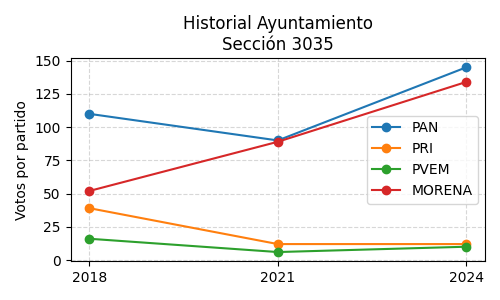 Historial Ayuntamiento
Sección 3035
Votos por partido
150
125
100
75
50
25
0
2018
2021
2024
PAN
PRI
PVEM
MORENA